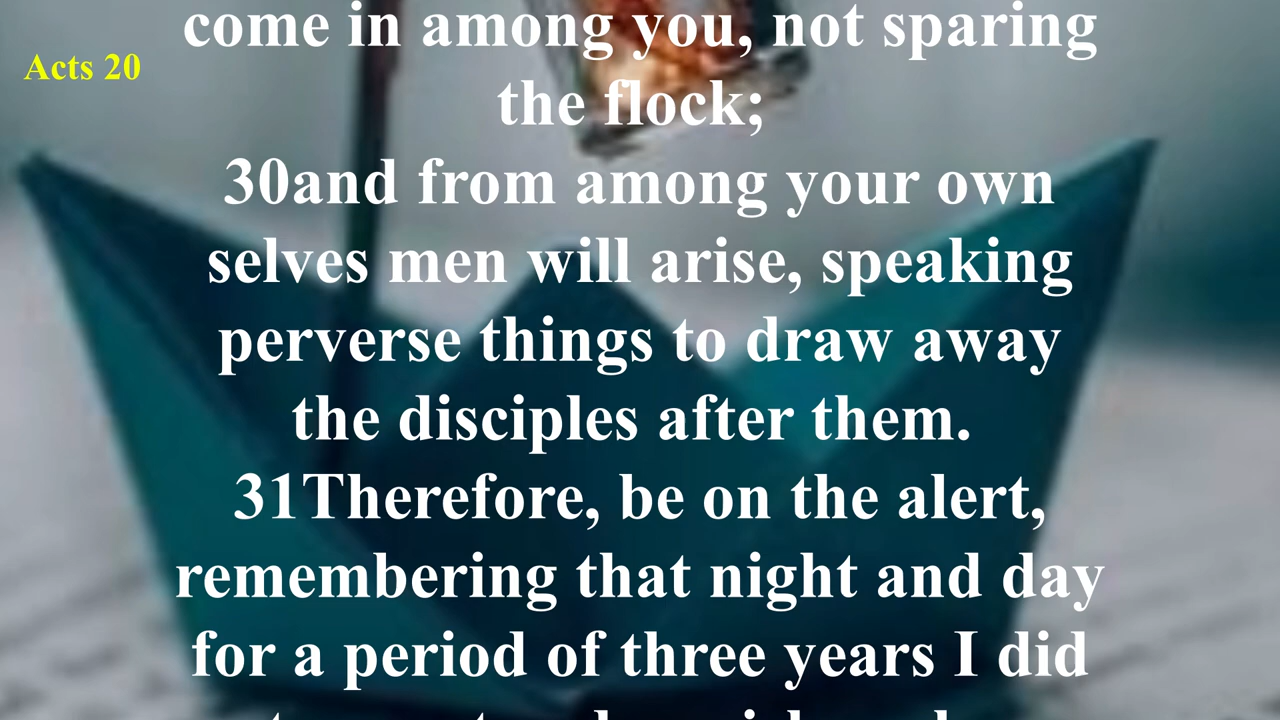 come in among you, not sparing
Acts 20
the flock;
30and from among your own
selves men will arise, speaking
perverse things to draw away
the disciples after them.
31Therefore, be on the alert,
remembering that night and day
for a period of three years I did